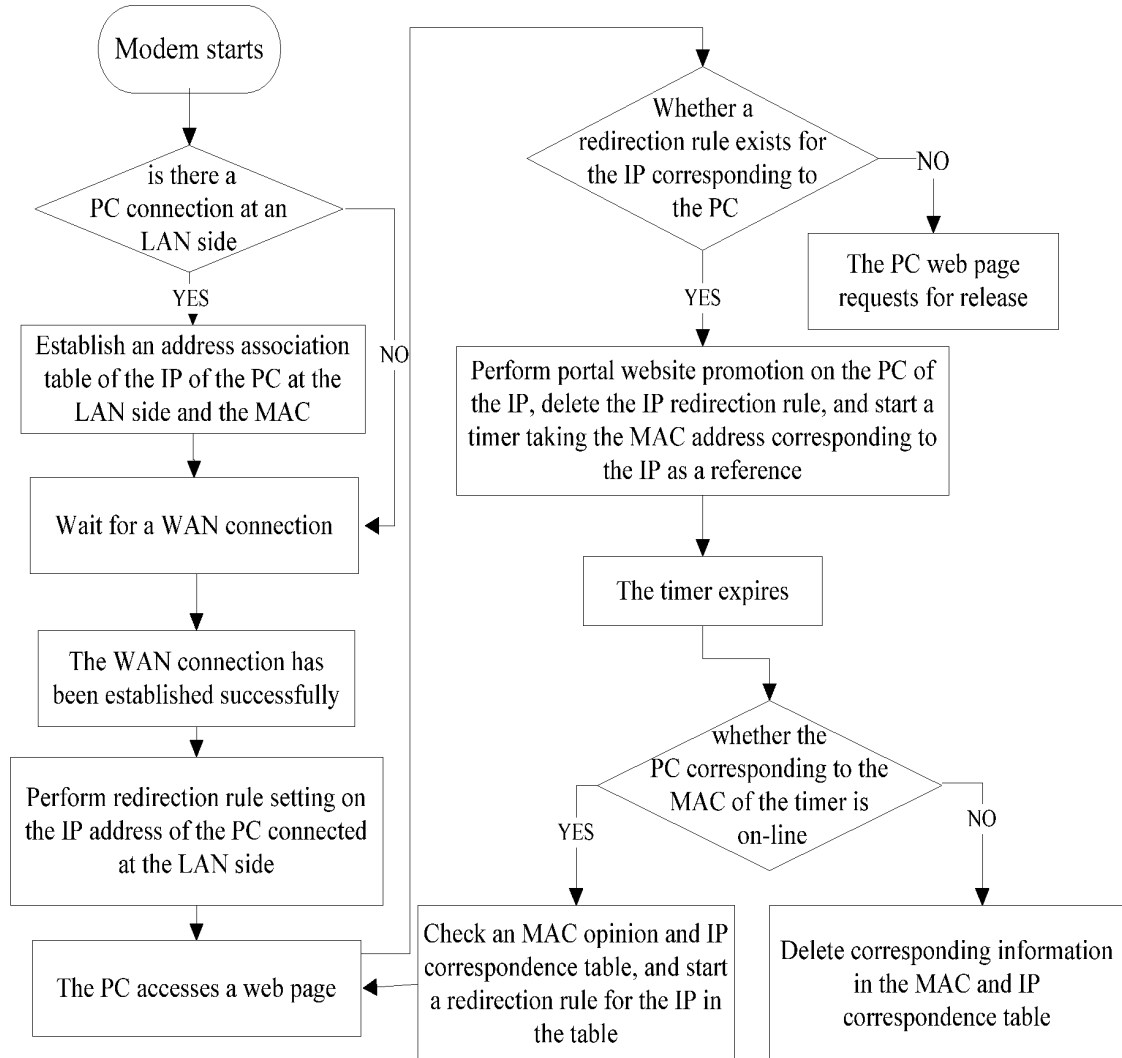 Modem starts
is there a
PC connection at an
LAN side
YES
NO
Establish an address association
table of the IP of the PC at the
LAN side and the MAC
Wait for a WAN connection
The WAN connection has
been established successfully
Perform redirection rule setting on
the IP address of the PC connected
at the LAN side
The PC accesses a web page
Whether a
redirection rule exists for
the IP corresponding to
the PC
NO
The PC web page
requests for release
YES
Perform portal website promotion on the PC of
the IP, delete the IP redirection rule, and start a
timer taking the MAC address corresponding to
the IP as a reference
The timer expires
whether the
PC corresponding to the
MAC of the timer is
on-line
YES
NO
Check an MAC opinion and IP
correspondence table, and start
a redirection rule for the IP in
the table
Delete corresponding information
in the MAC and IP
correspondence table